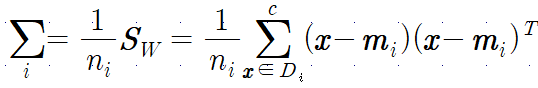 ∑_i = 1/n_i S_W = 1/n_i ∑_{x∈D_i}^{c} (x − m_i)(x − m_i)^T